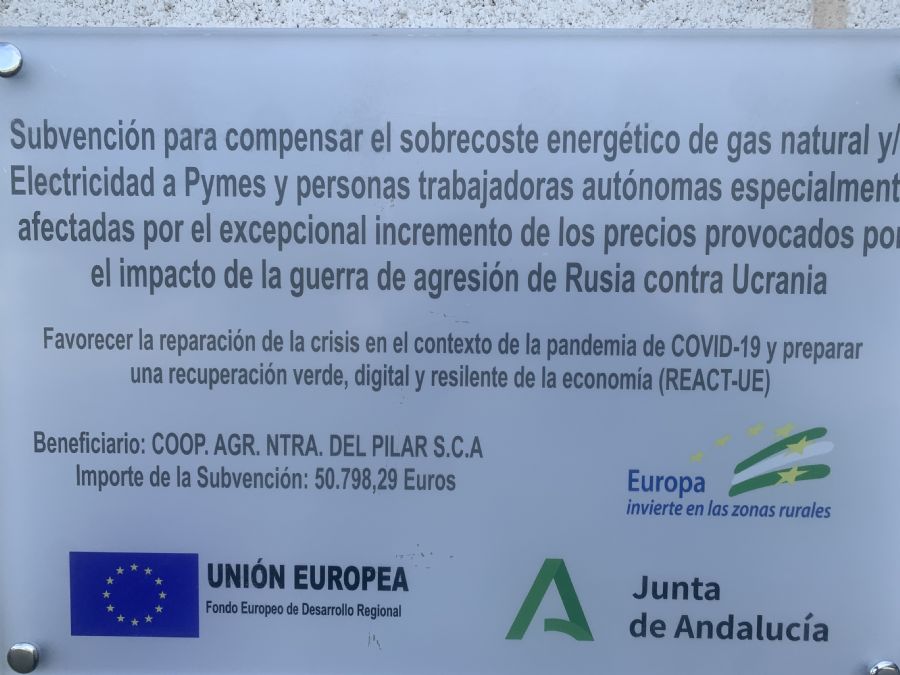 Subvención para compensar el sobrecoste energético de gas natural y/
Electricidad a Pymes y personas trabajadoras autónomas especialment
afectadas por el excepcional incremento de los precios provocados por
el impacto de la guerra de agresión de Rusia contra Ucrania
Favorecer la reparación de la crisis en el contexto de la pandemia de COVID-19 y preparar
una recuperación verde, digital y resilente de la economía (REACT-UE)
Beneficiario: COOP. AGR. NTRA. DEL PILAR S.C.A
Importe de la Subvención: 50.798,29 Euros
Europa
invierte en las zonas rurales
UNIÓN EUROPEA
Fondo Europeo de Desarrollo Regional
Junta
de Andalucía